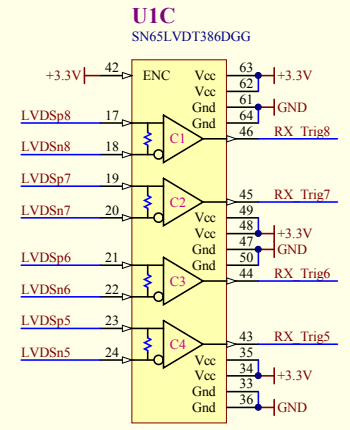 U1C
SN65LVDT386DGG
+3.3V 42 ENC Vcc 63 +3.3V
Vcc 62
Gnd 61 GND
Gnd 64
LVDSp8 17 C1 46 RX_Trig8
LVDSn8 18
LVDSp7 19 C2 45 RX_Trig7
LVDSn7 20 Vcc 49
Vcc 48 +3.3V
Gnd 47 GND
Gnd 50
LVDSp6 21 C3 44 RX_Trig6
LVDSn6 22
LVDSp5 23 C4 43 RX_Trig5
LVDSn5 24 Vcc 35
Vcc 34 +3.3V
Gnd 33
Gnd 36 GND